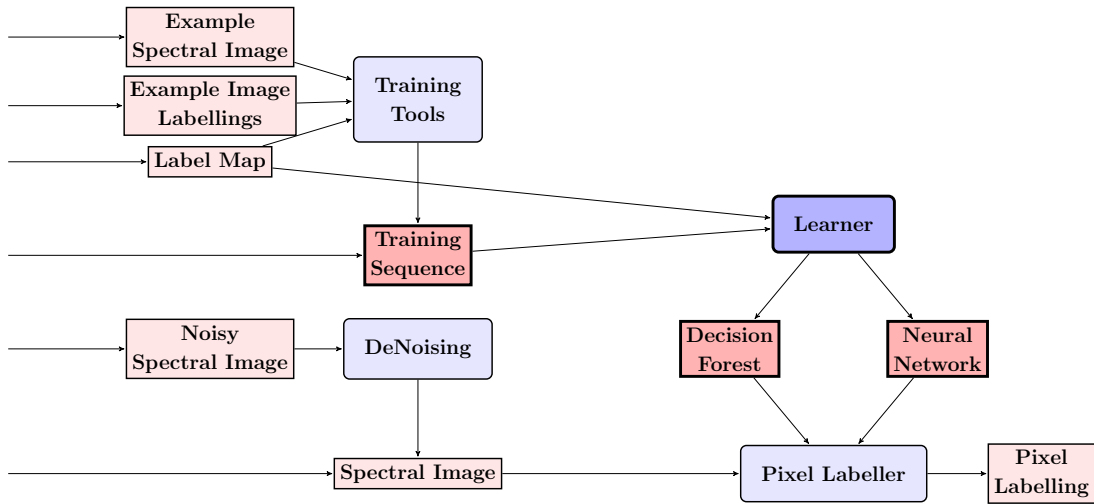 Example
Spectral Image
Example Image
Labellings
Label Map
Training
Tools
Training
Sequence
Learner
Noisy
Spectral Image
DeNoising
Decision
Forest
Neural
Network
Spectral Image
Pixel Labeller
Pixel
Labelling